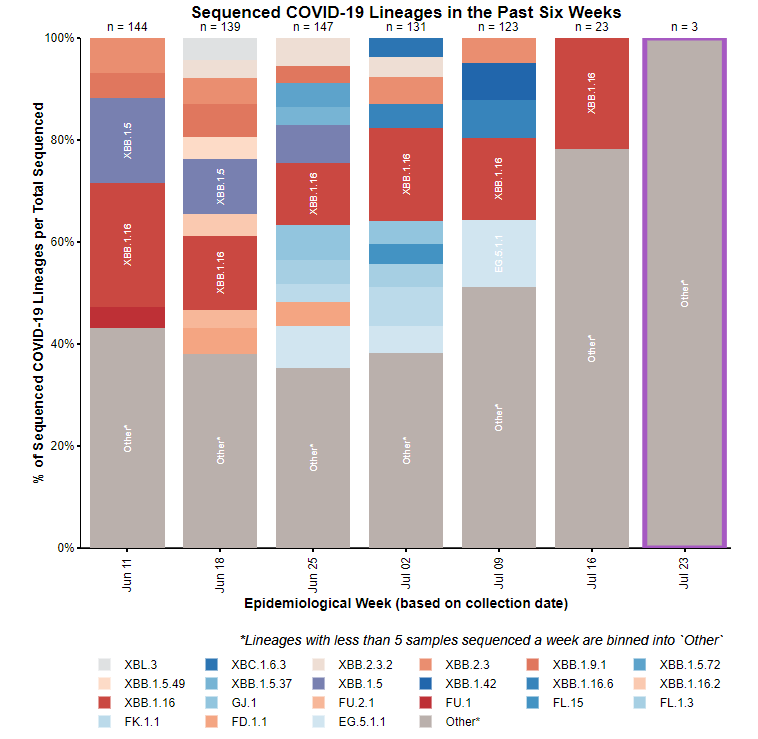 Sequenced COVID-19 Lineages in the Past Six Weeks
n = 144 n = 139 n = 147 n = 131 n = 123 n = 23 n = 3
% of Sequenced COVID-19 Lineages per Total Sequenced
100%
80%
60%
40%
20%
0%
XBB.1.5
XBB.1.16
Other*
XBB.1.5
XBB.1.16
Other*
XBB.1.16
Other*
XBB.1.16
Other*
XBB.1.16
EG.5.1.1
Other*
XBB.1.16
Other*
Other*
Jun 11 Jun 18 Jun 25 Jul 02 Jul 09 Jul 16 Jul 23
Epidemiological Week (based on collection date)
*Lineages with less than 5 samples sequenced a week are binned into `Other`
XBL.3 XBC.1.6.3 XBB.2.3.2 XBB.2.3 XBB.1.9.1 XBB.1.5.72
XBB.1.5.49 XBB.1.5.37 XBB.1.5 XBB.1.42 XBB.1.16.6 XBB.1.16.2
XBB.1.16 GJ.1 FU.2.1 FU.1 FL.15 FL.1.3
FK.1.1 FD.1.1 EG.5.1.1 Other*